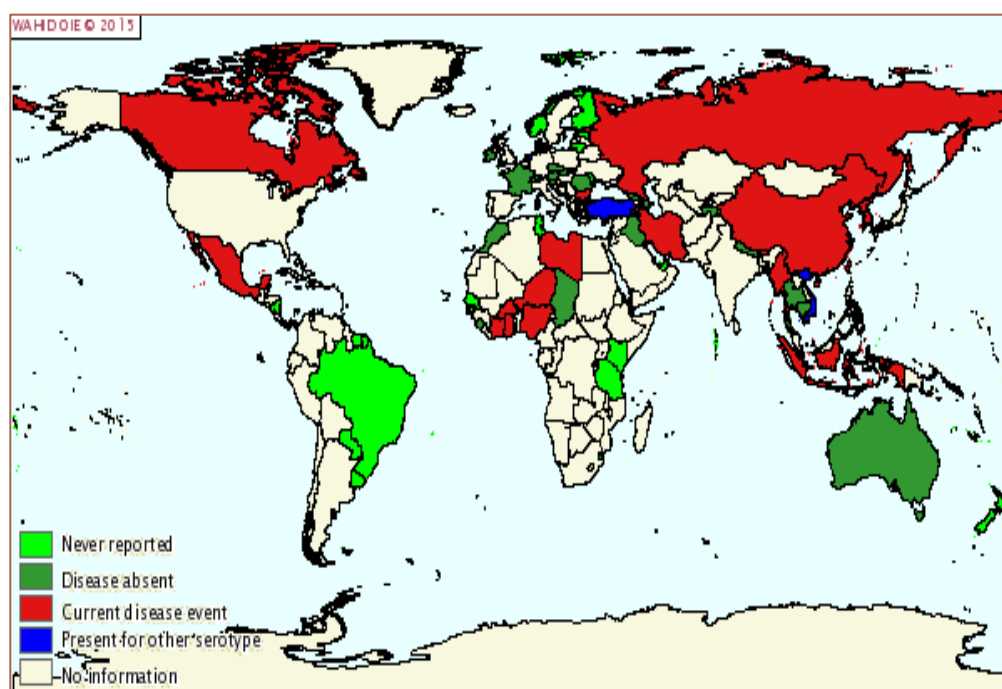 WAHIDOIE © 2015
Never reported
Disease absent
Current disease event
Present for other serotype
No information